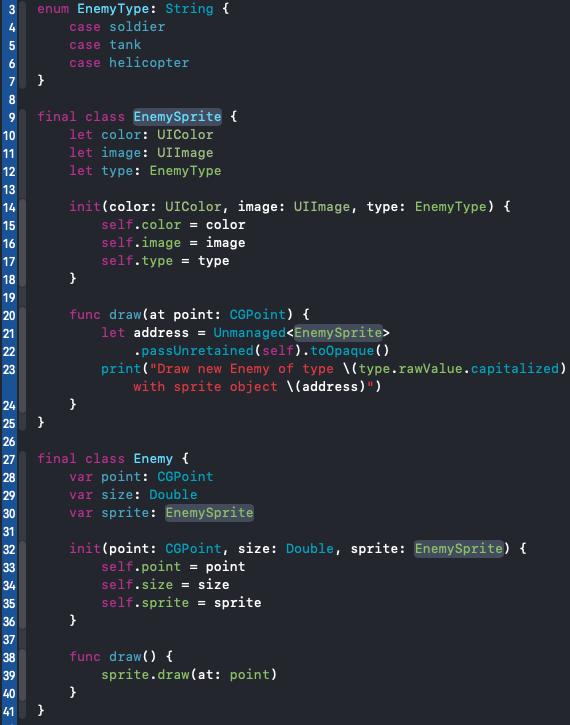 3 enum EnemyType: String {
4 case soldier
5 case tank
6 case helicopter
7 }
8
9 final class EnemySprite {
10 let color: UIColor
11 let image: UIImage
12 let type: EnemyType
13
14 init(color: UIColor, image: UIImage, type: EnemyType) {
15 self.color = color
16 self.image = image
17 self.type = type
18 }
19
20 func draw(at point: CGPoint) {
21 let address = Unmanaged<EnemySprite>
22 .passUnretained(self).toOpaque()
23 print("Draw new Enemy of type \(type.rawValue.capitalized)
with sprite object \(address)")
24 }
25 }
26
27 final class Enemy {
28 var point: CGPoint
29 var size: Double
30 var sprite: EnemySprite
31
32 init(point: CGPoint, size: Double, sprite: EnemySprite) {
33 self.point = point
34 self.size = size
35 self.sprite = sprite
36 }
37
38 func draw() {
39 sprite.draw(at: point)
40 }
41 }